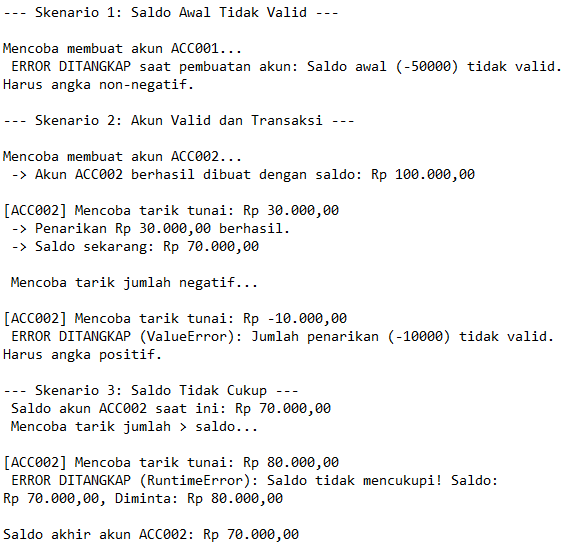 --- Skenario 1: Saldo Awal Tidak Valid ---
Mencoba membuat akun ACC001...
ERROR DITANGKAP saat pembuatan akun: Saldo awal (-50000) tidak valid.
Harus angka non-negatif.
--- Skenario 2: Akun Valid dan Transaksi ---
Mencoba membuat akun ACC002...
-> Akun ACC002 berhasil dibuat dengan saldo: Rp 100.000,00
[ACC002] Mencoba tarik tunai: Rp 30.000,00
-> Penarikan Rp 30.000,00 berhasil.
-> Saldo sekarang: Rp 70.000,00
Mencoba tarik jumlah negatif...
[ACC002] Mencoba tarik tunai: Rp -10.000,00
ERROR DITANGKAP (ValueError): Jumlah penarikan (-10000) tidak valid.
Harus angka positif.
--- Skenario 3: Saldo Tidak Cukup ---
Saldo akun ACC002 saat ini: Rp 70.000,00
Mencoba tarik jumlah > saldo...
[ACC002] Mencoba tarik tunai: Rp 80.000,00
ERROR DITANGKAP (RuntimeError): Saldo tidak mencukupi! Saldo:
Rp 70.000,00, Diminta: Rp 80.000,00
Saldo akhir akun ACC002: Rp 70.000,00